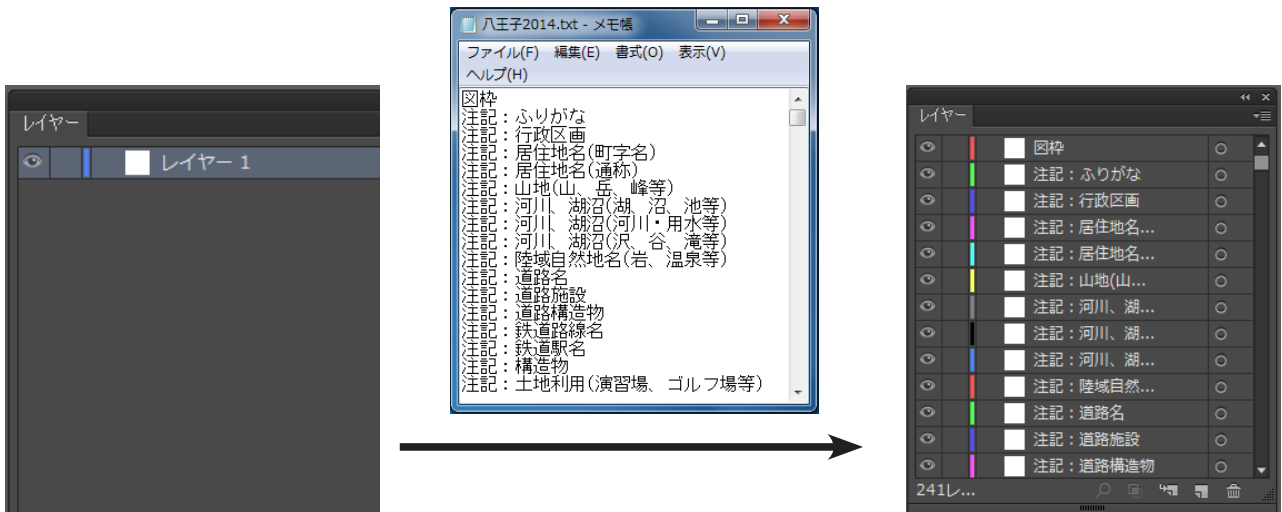 レイヤー
レイヤー 1
八王子2014.txt - メモ帳
ファイル(F) 編集(E) 書式(O) 表示(V)
ヘルプ(H)
図枠
注記：ふりがな
注記：行政区画
注記：居住地名(町字名)
注記：居住地名(通称)
注記：山地(山、岳、峰等)
注記：河川、湖沼(湖、沼、池等)
注記：河川、湖沼(河川・用水等)
注記：河川、湖沼(沢、谷、滝等)
注記：陸域自然地名(岩、温泉等)
注記：道路名
注記：道路施設
注記：道路構造物
注記：鉄道路線名
注記：鉄道駅名
注記：構造物
注記：土地利用(演習場、ゴルフ場等)
レイヤー
図枠
注記：ふりがな
注記：行政区画
注記：居住地名...
注記：居住地名...
注記：山地(山...
注記：河川、湖...
注記：河川、湖...
注記：河川、湖...
注記：陸域自然...
注記：道路名
注記：道路施設
注記：道路構造物
241レ...